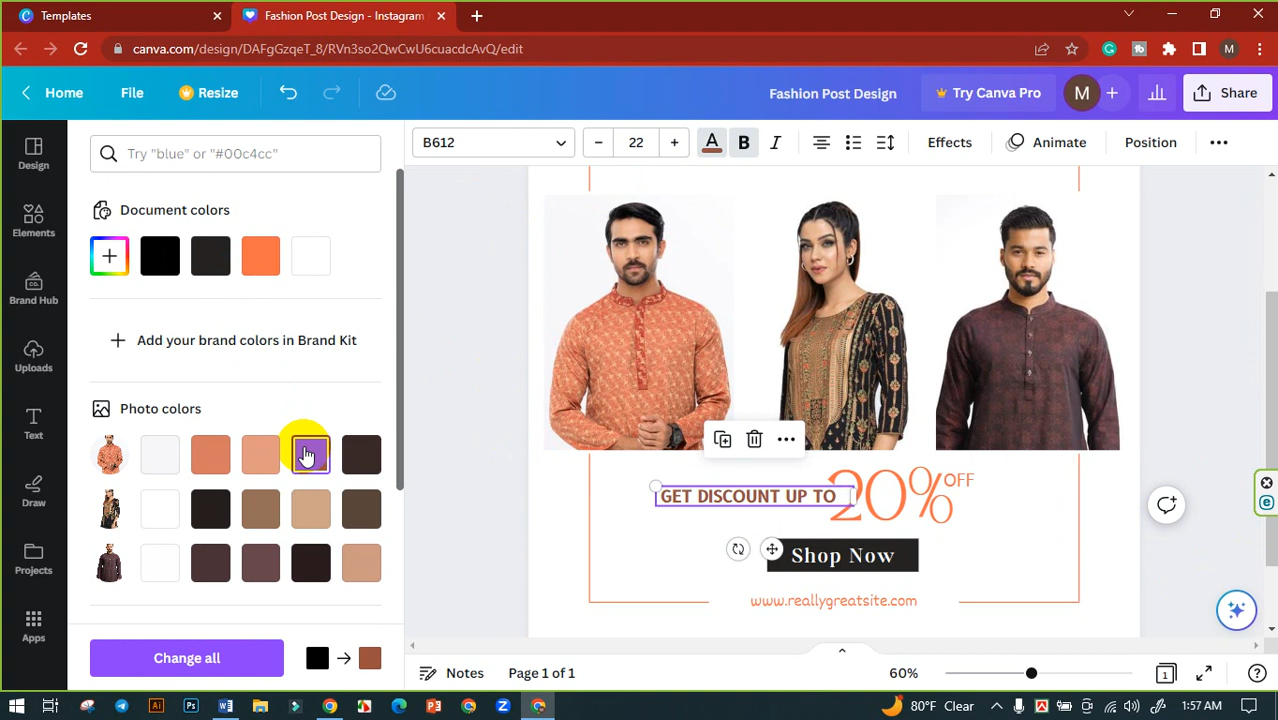 Templates
Fashion Post Design - Instagram
canva.com/design/DAFgGzqeT_8/RVn3so2QwCwU6cuacdcAvQ/edit
M
Home
File
Resize
Fashion Post Design
M
Try Canva Pro
Share
Design
Elements
CO.
Brand Hub
Uploads
Text
Draw
Projects
Apps
Try "blue" or "#00c4cc"
Document colors
Add your brand colors in Brand Kit
Photo colors
Change all
B612
22
A
B
I
Effects
Animate
Position
GET DISCOUNT UP TO
20% OFF
Shop Now
www.reallygreatsite.com
Notes
Page 1 of 1
60%
1
80°F Clear
1:57 AM